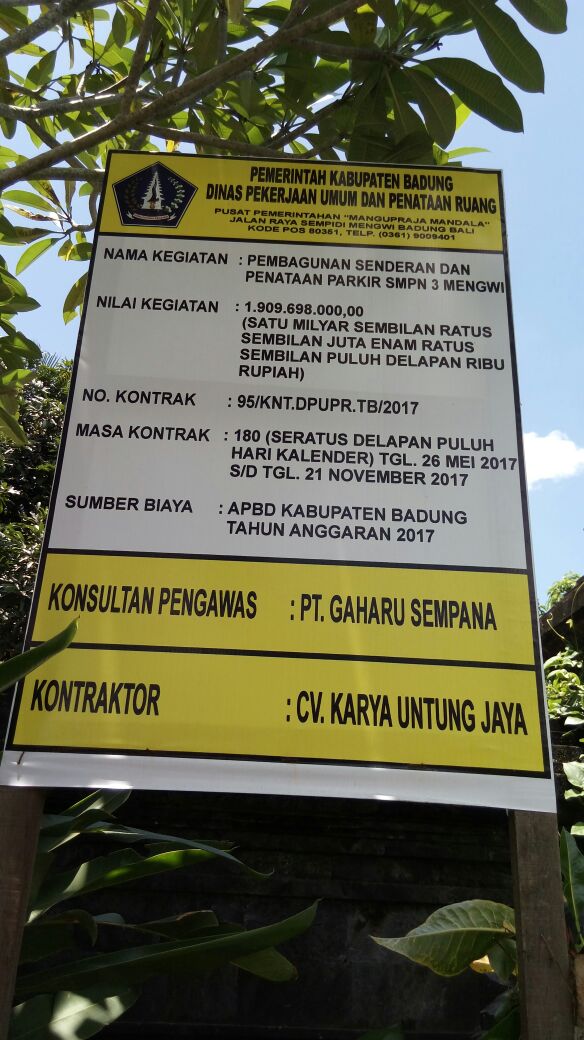 PEMERINTAH KABUPATEN BADUNG
DINAS PEKERJAAN UMUM DAN PENATAAN RUANG
PUSAT PEMERINTAHAN "MANGUPRAJA MANDALA"
JALAN RAYA SEMPIDI MENGWI BADUNG BALI
KODE POS 80351, TELP. (0361) 9009401
NAMA KEGIATAN : PEMBAGUNAN SENDERAN DAN
PENATAAN PARKIR SMPN 3 MENGWI
NILAI KEGIATAN : 1.909.698.000,00
(SATU MILYAR SEMBILAN RATUS
SEMBILAN JUTA ENAM RATUS
SEMBILAN PULUH DELAPAN RIBU
RUPIAH)
NO. KONTRAK : 95/KNT.DPUPR.TB/2017
MASA KONTRAK : 180 (SERATUS DELAPAN PULUH
HARI KALENDER) TGL. 26 MEI 2017
S/D TGL. 21 NOVEMBER 2017
SUMBER BIAYA : APBD KABUPATEN BADUNG
TAHUN ANGGARAN 2017
KONSULTAN PENGAWAS : PT. GAHARU SEMPANA
KONTRAKTOR : CV. KARYA UNTUNG JAYA